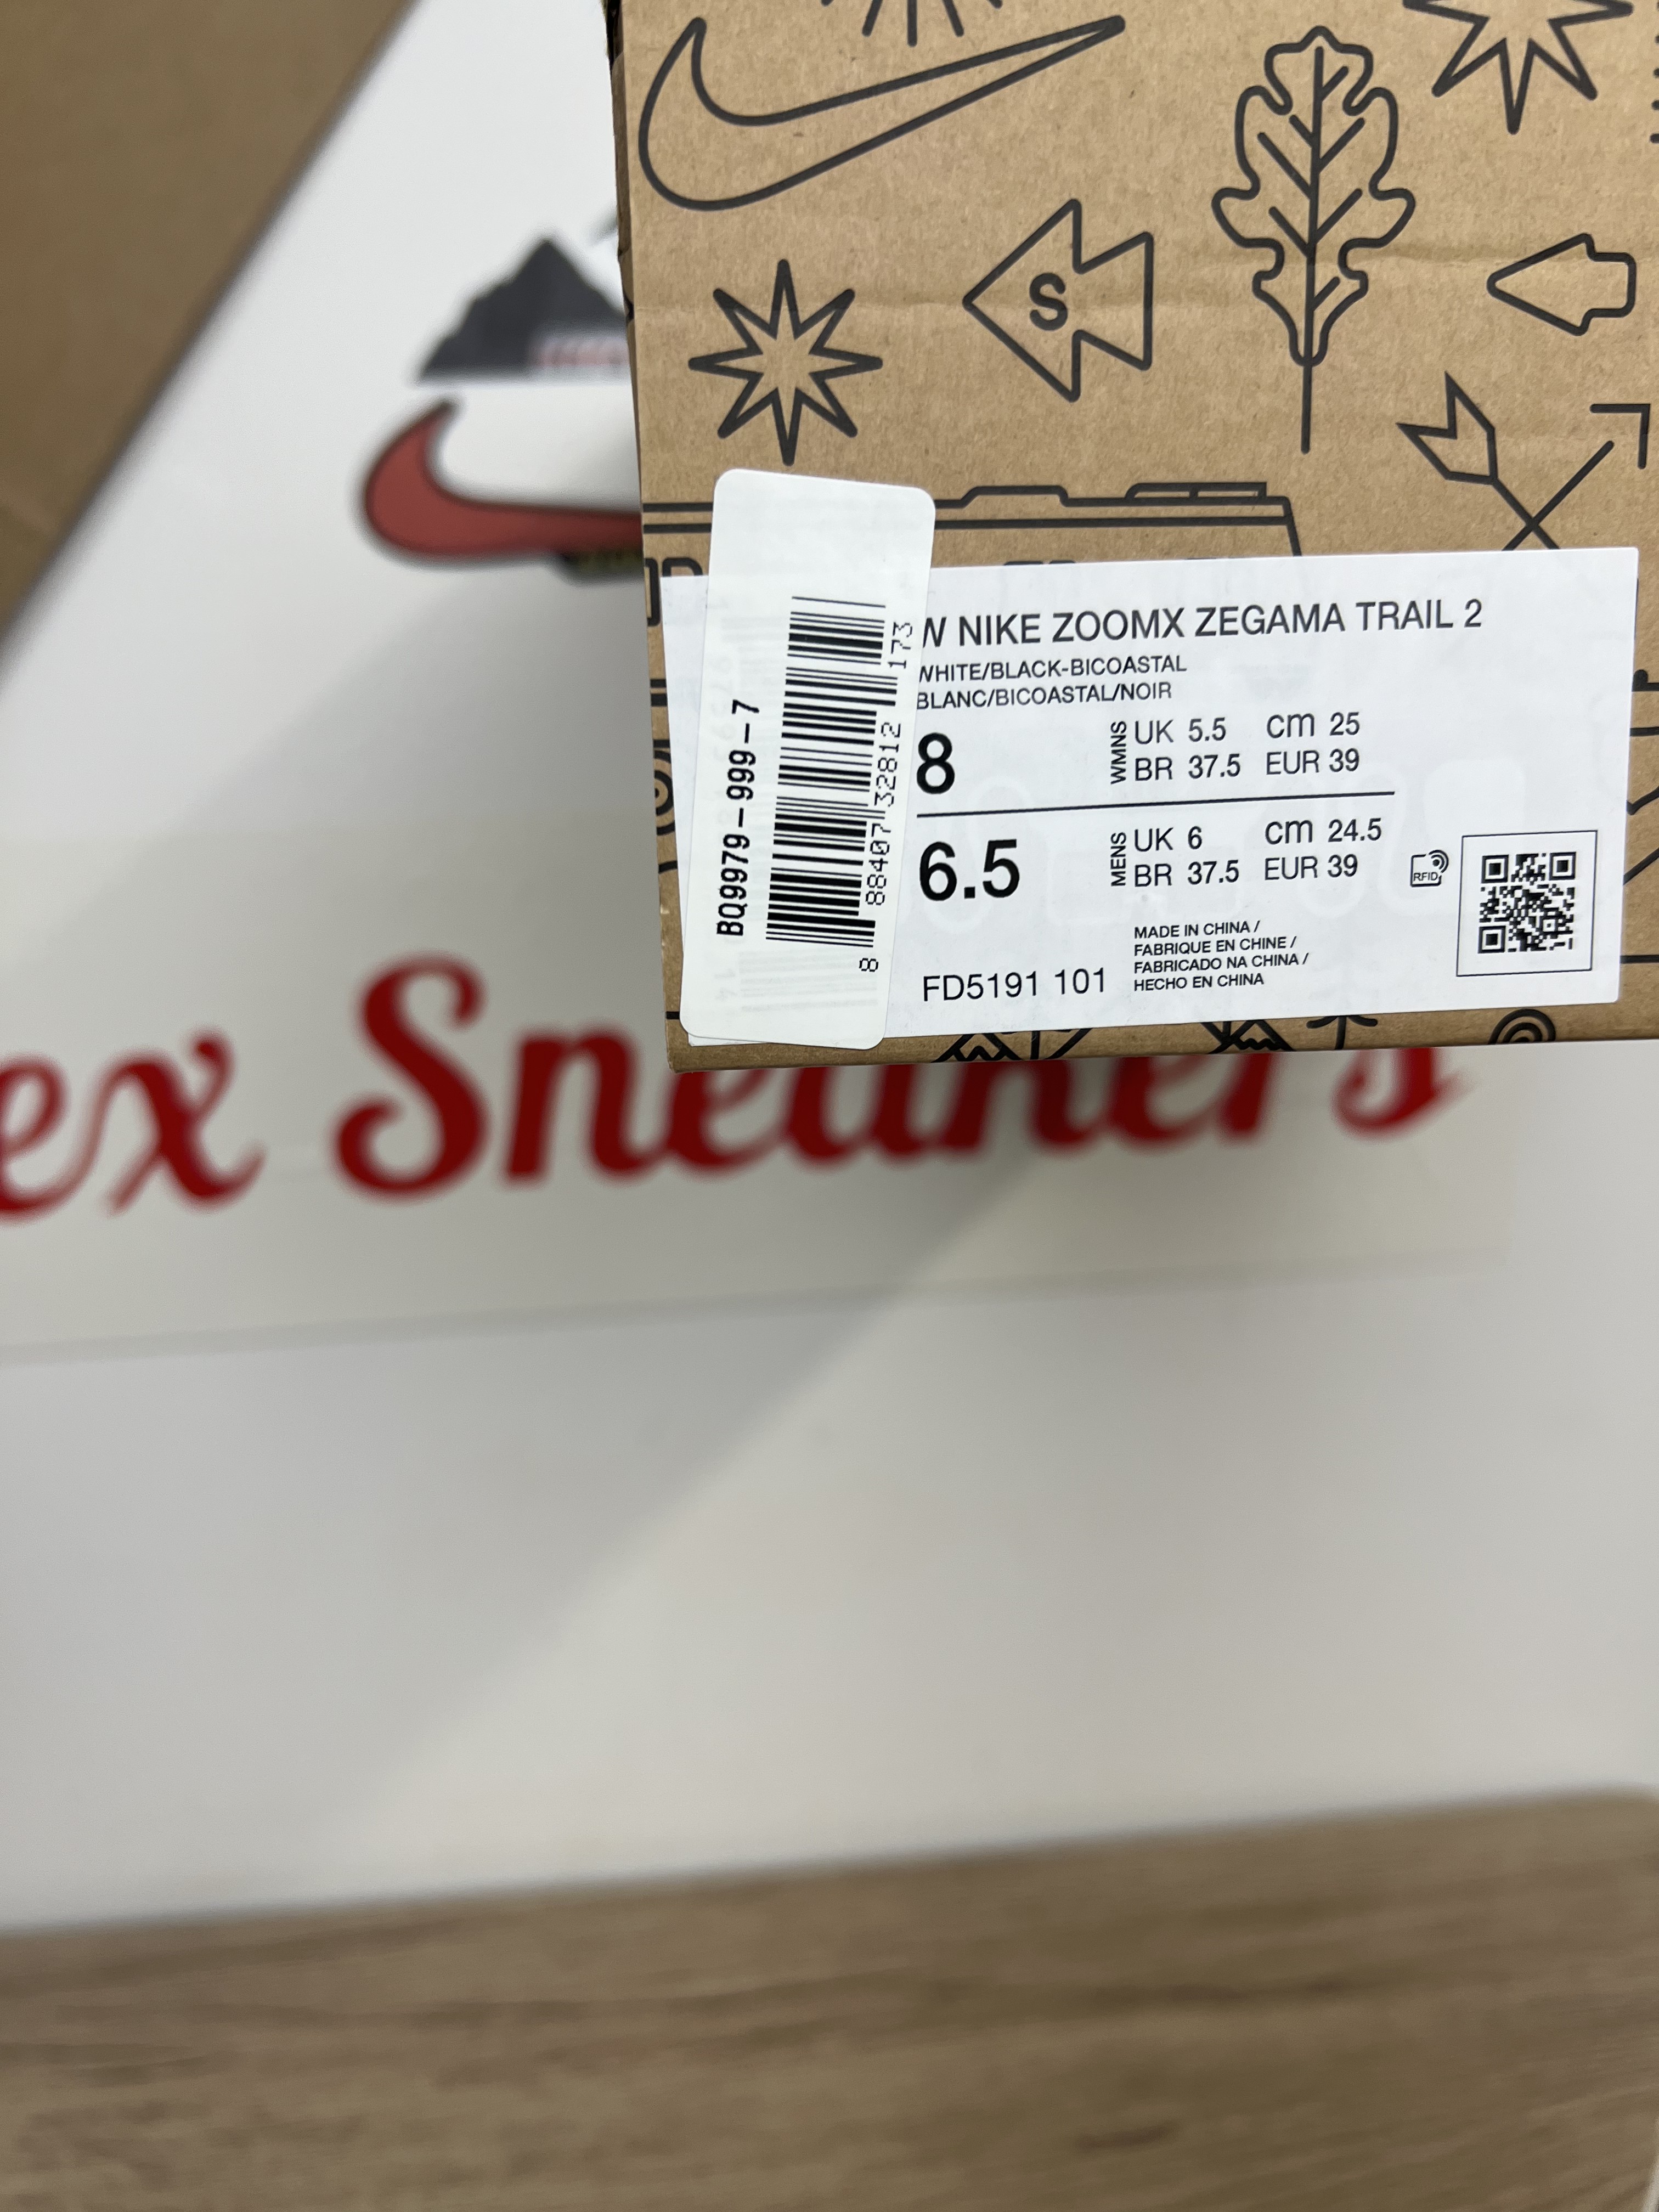 S
W NIKE ZOOMX ZEGAMA TRAIL 2
WHITE/BLACK-BICOASTAL
BLANC/BICOASTAL/NOIR
8
WMNS
UK 5.5 cm 25
BR 37.5 EUR 39
6.5
MENS
UK 6 cm 24.5
BR 37.5 EUR 39
RFID
MADE IN CHINA /
FABRIQUE EN CHINE /
FABRICADO NA CHINA /
HECHO EN CHINA
FD5191 101
8 88407 32812 173
ex Sneakers